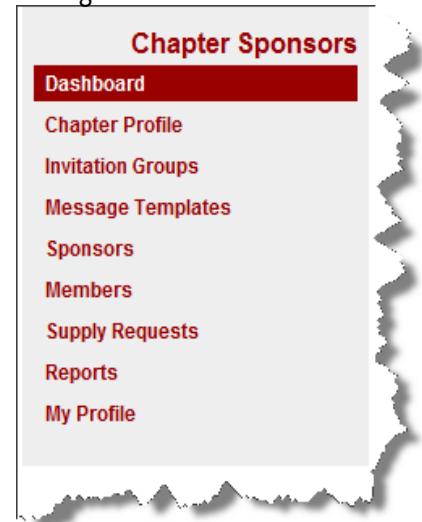 Chapter Sponsors
Dashboard
Chapter Profile
Invitation Groups
Message Templates
Sponsors
Members
Supply Requests
Reports
My Profile